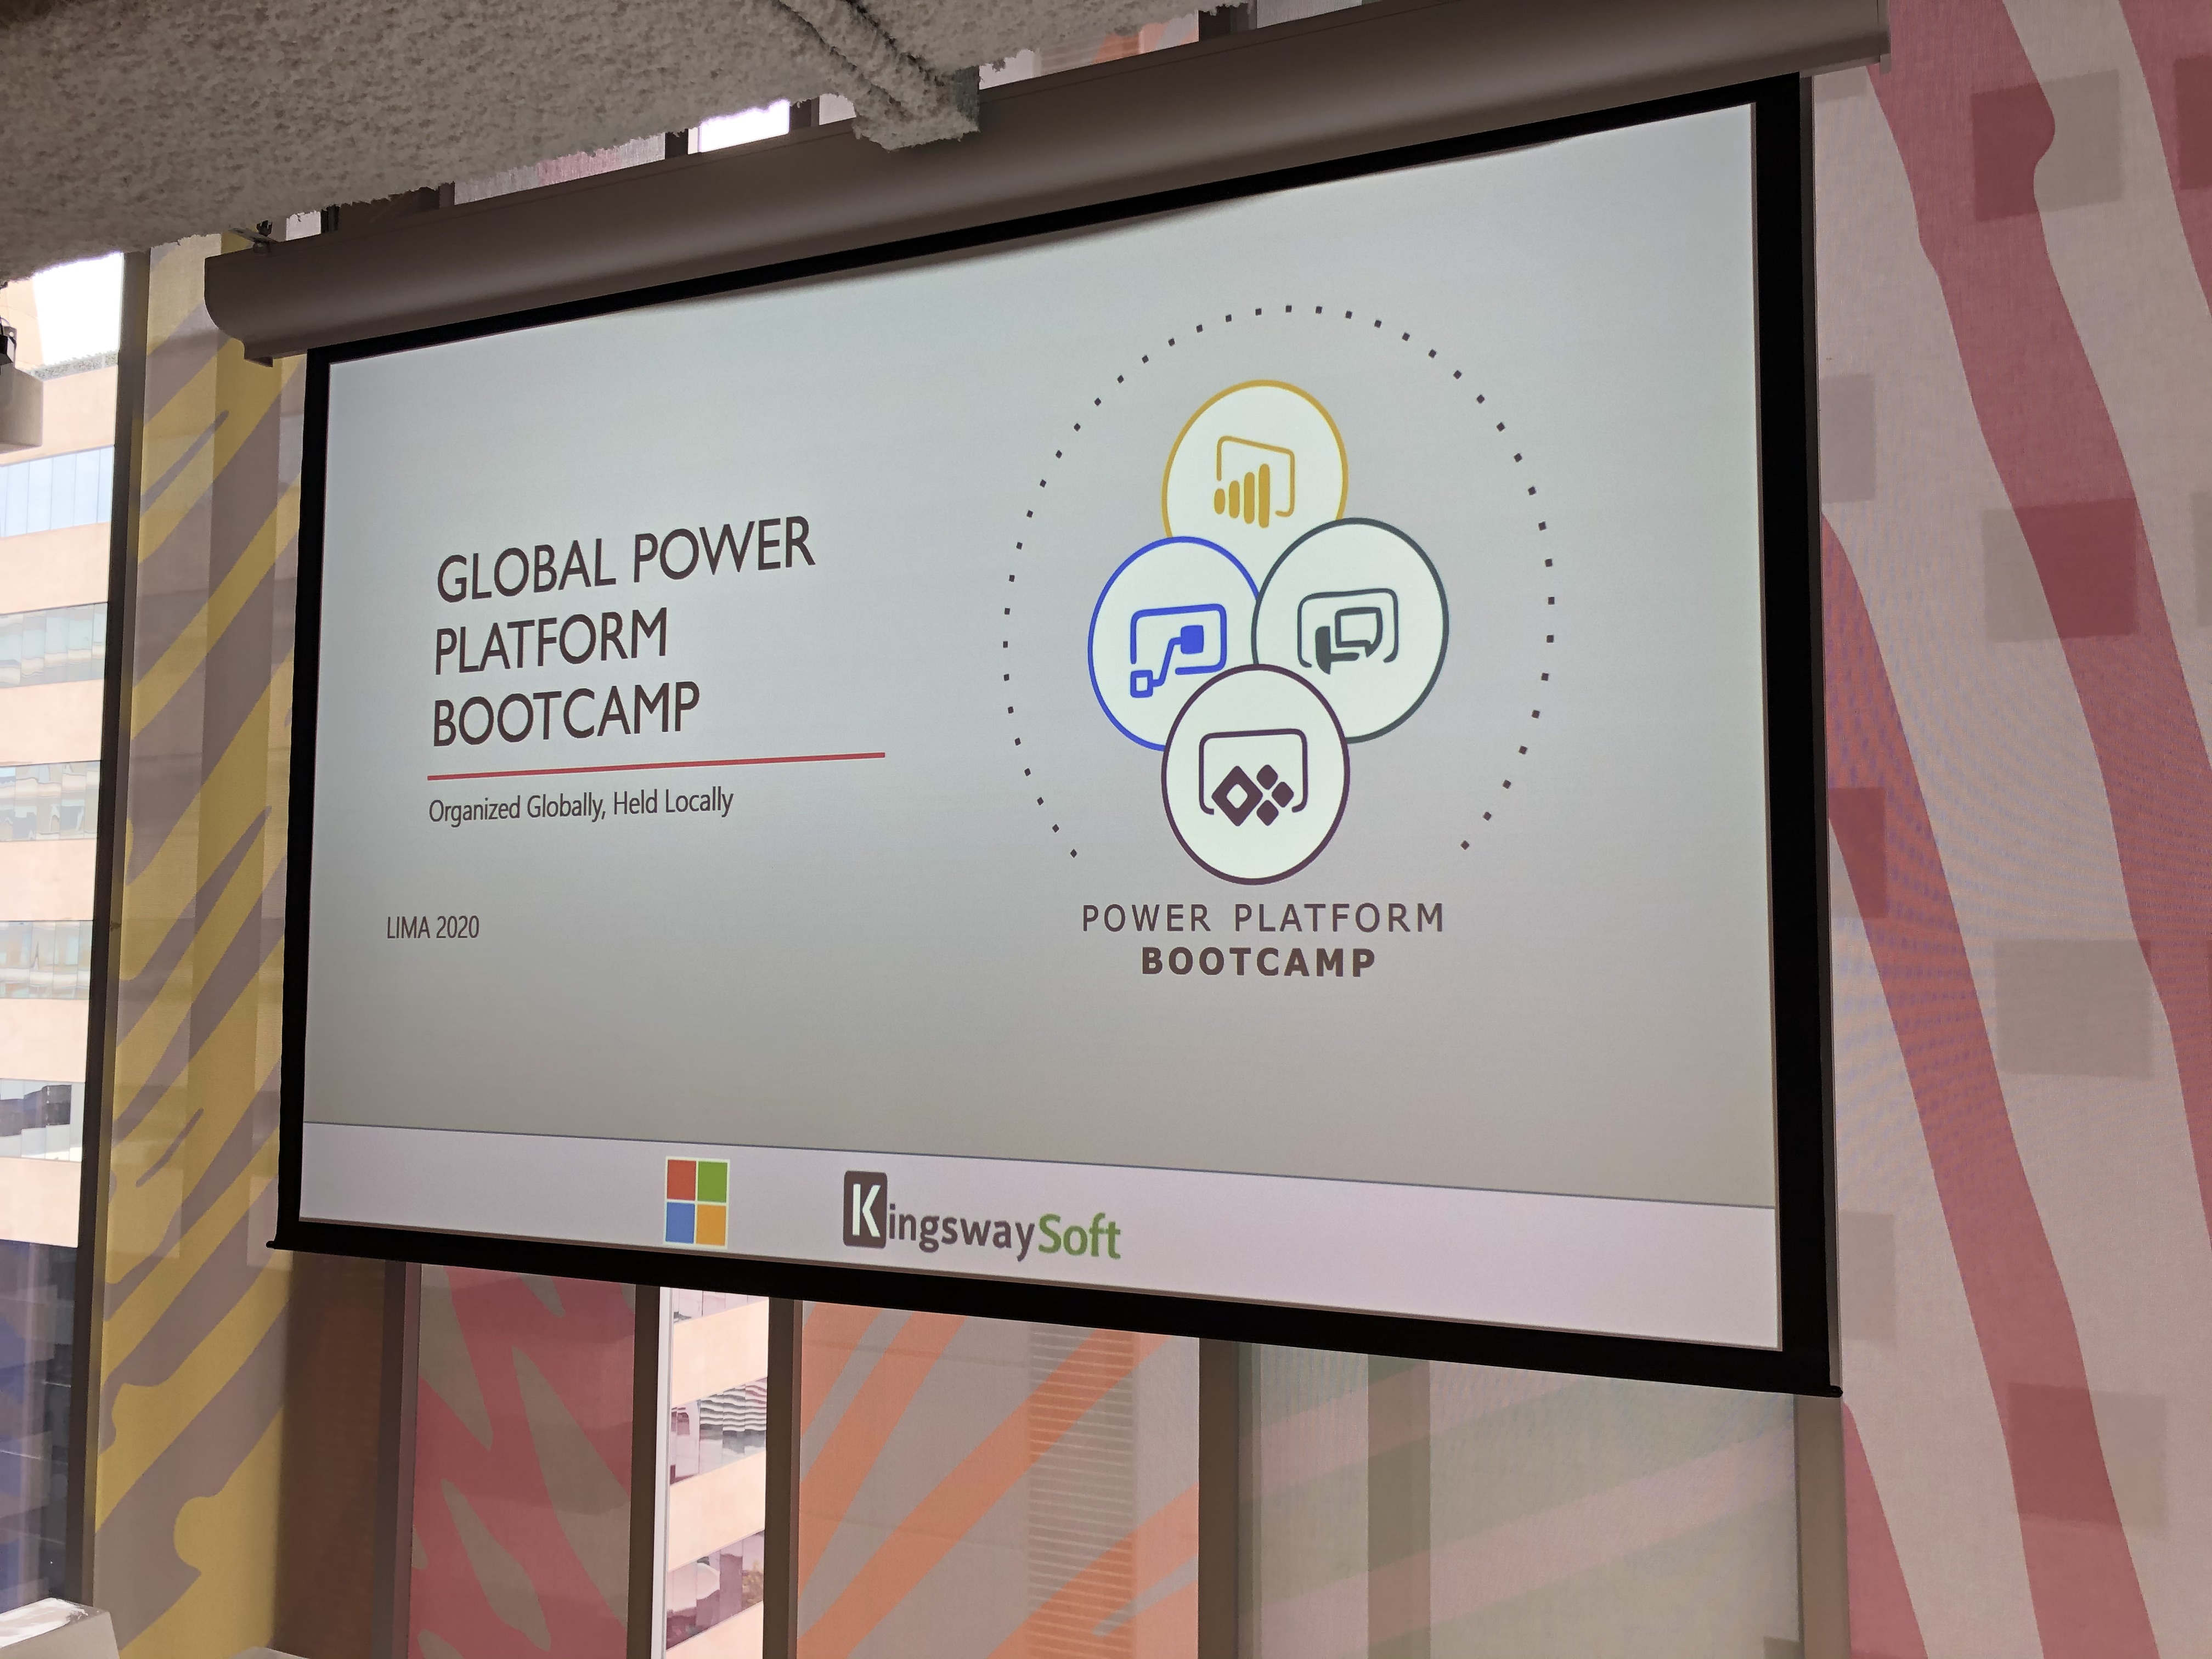 GLOBAL POWER
PLATFORM
BOOTCAMP
Organized Globally, Held Locally
LIMA 2020
POWER PLATFORM
BOOTCAMP
KingswaySoft